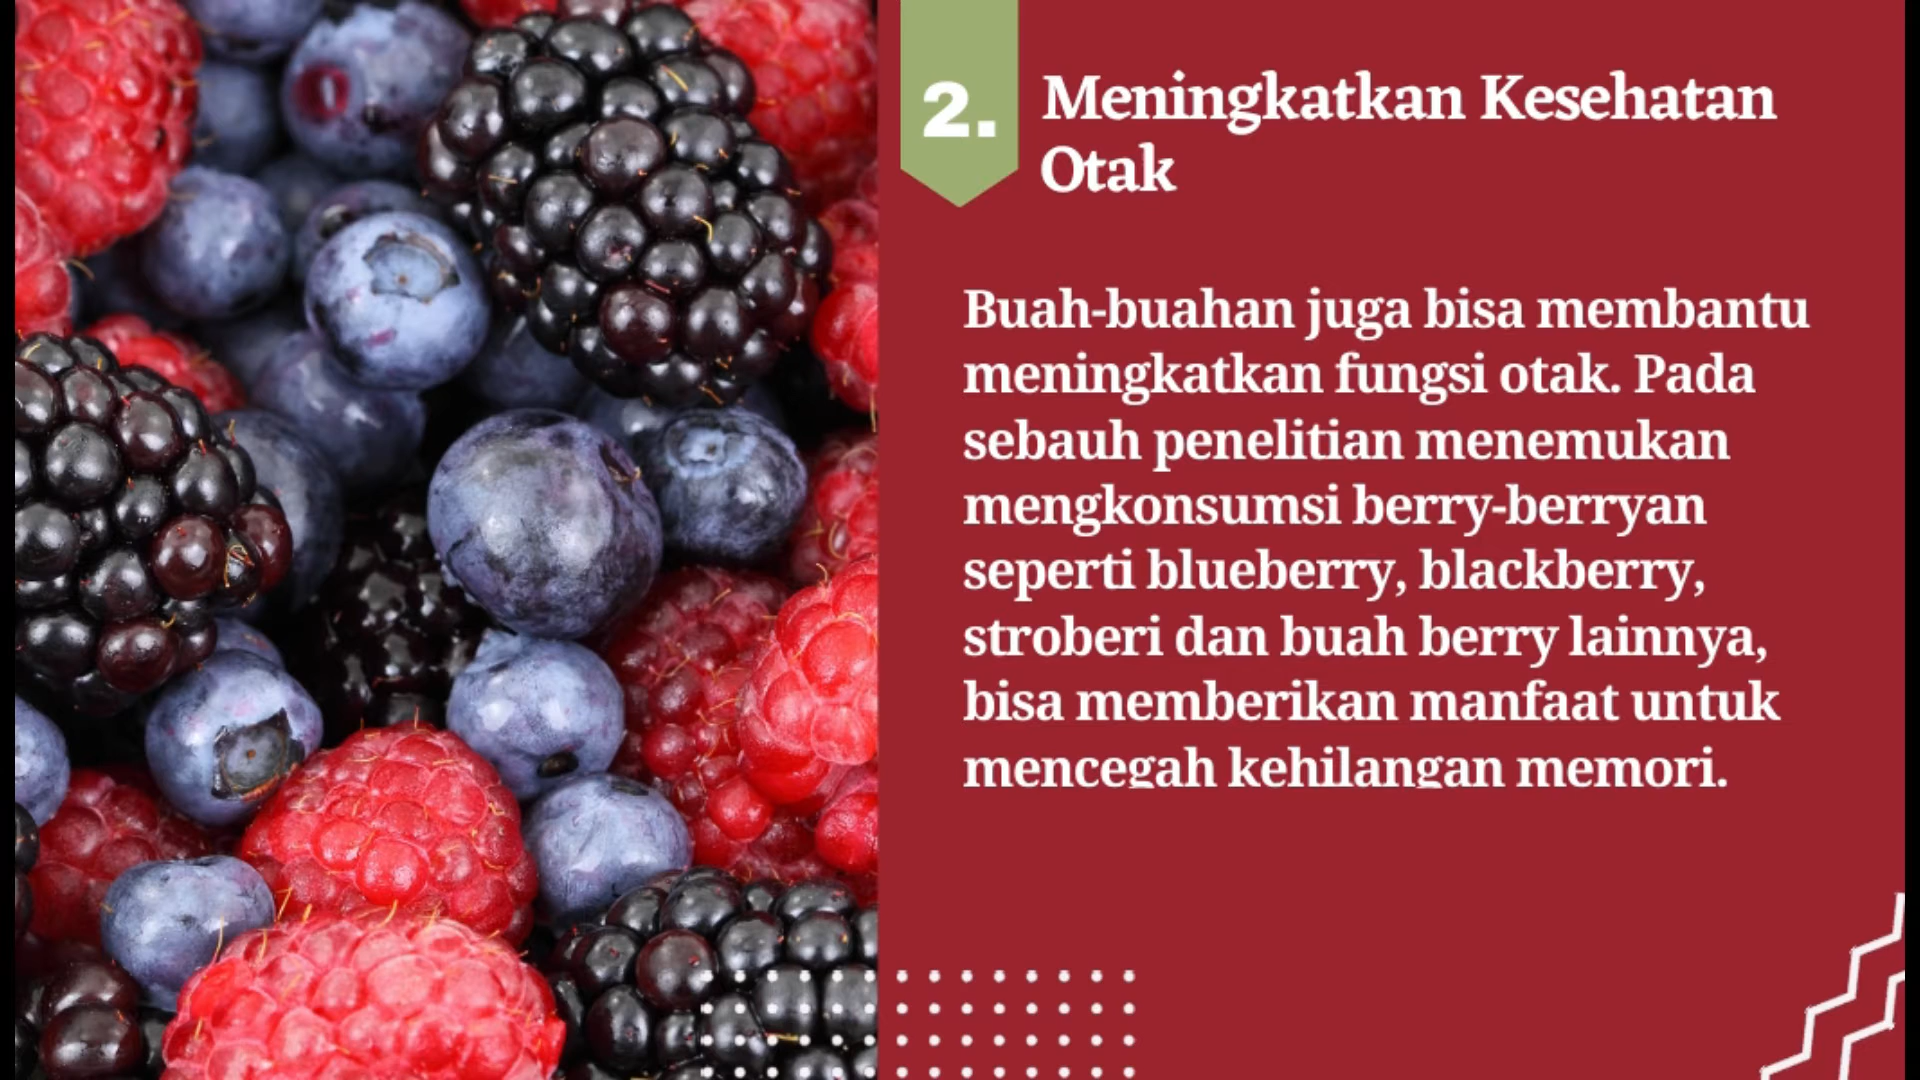 2.
Meningkatkan Kesehatan
Otak
Buah-buahan juga bisa membantu
meningkatkan fungsi otak. Pada
sebauh penelitian menemukan
mengkonsumsi berry-berryan
seperti blueberry, blackberry,
stroberi dan buah berry lainnya,
bisa memberikan manfaat untuk
mencegah kehilangan memori.